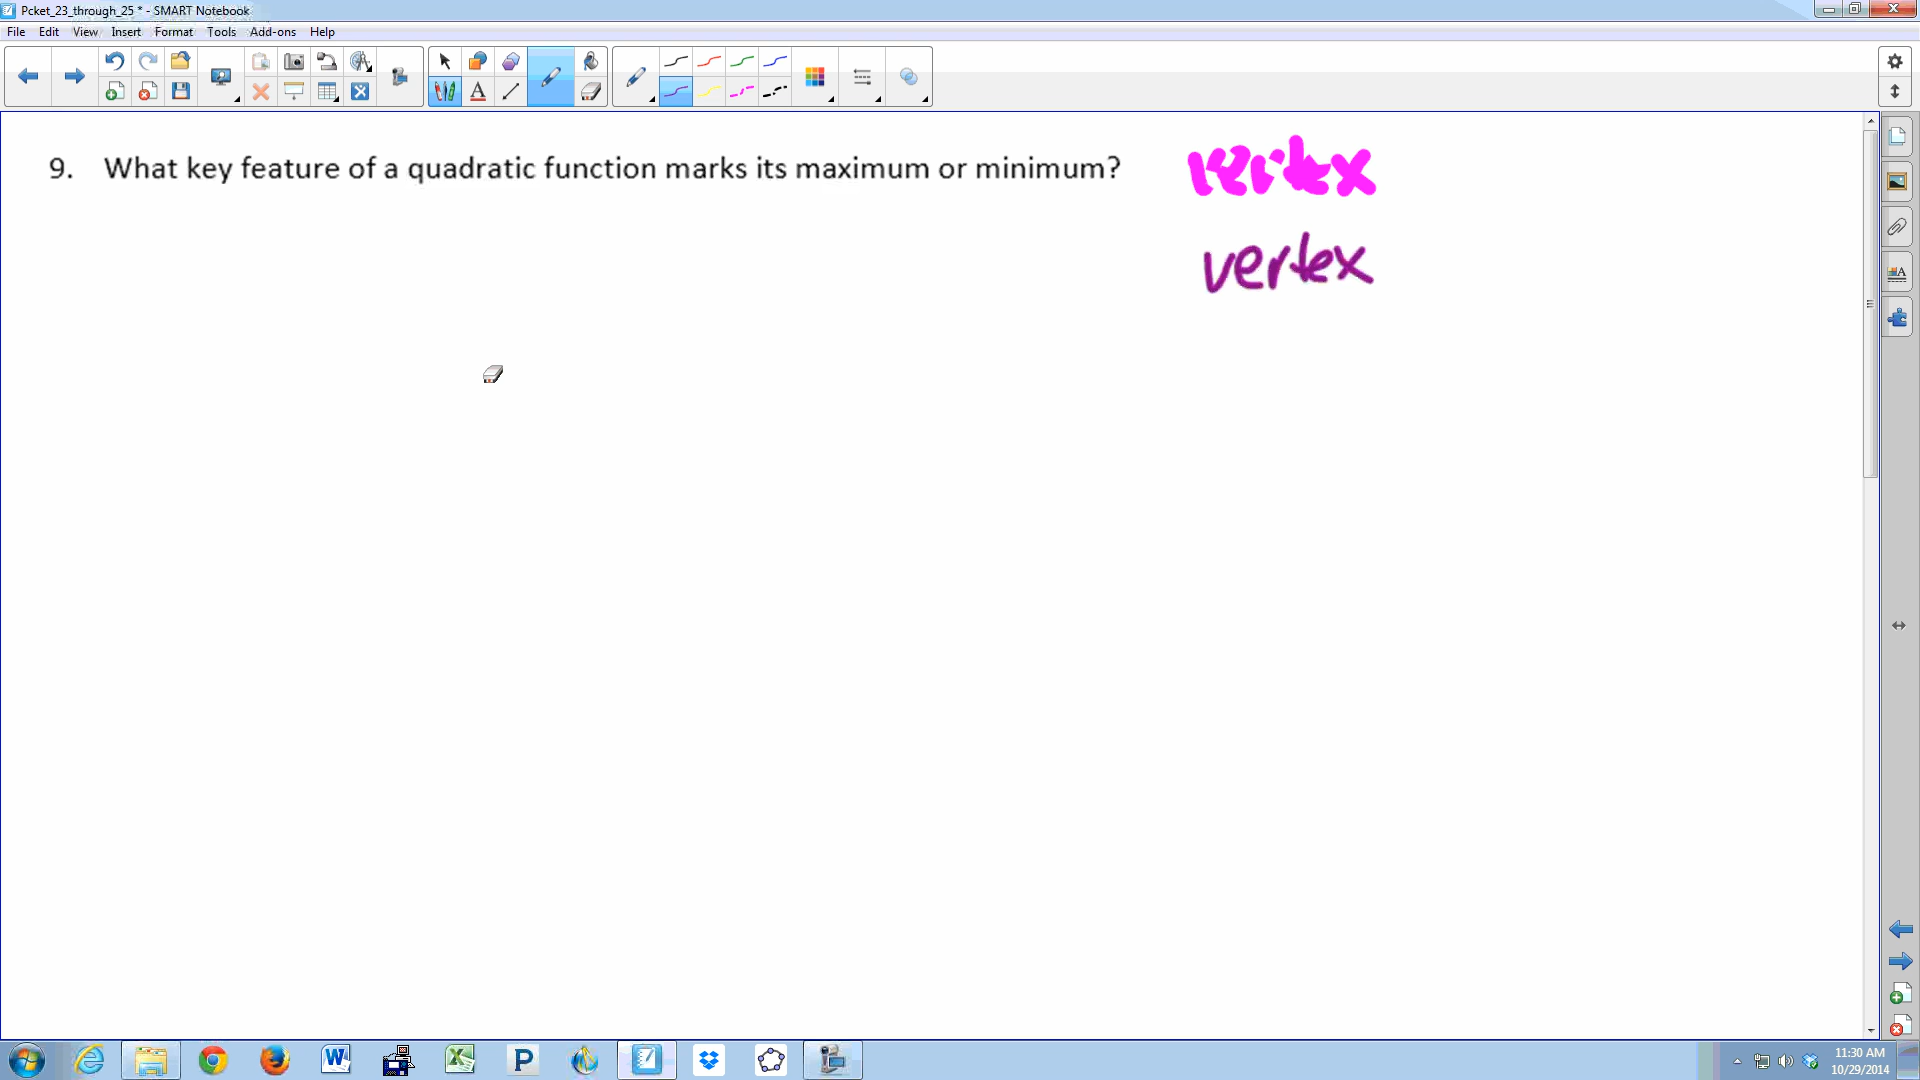 Pcket_23_through_25 * - SMART Notebook
File Edit View Insert Format Tools Add-ons Help
9. What key feature of a quadratic function marks its maximum or minimum? vertex
vertex
11:30 AM
10/29/2014